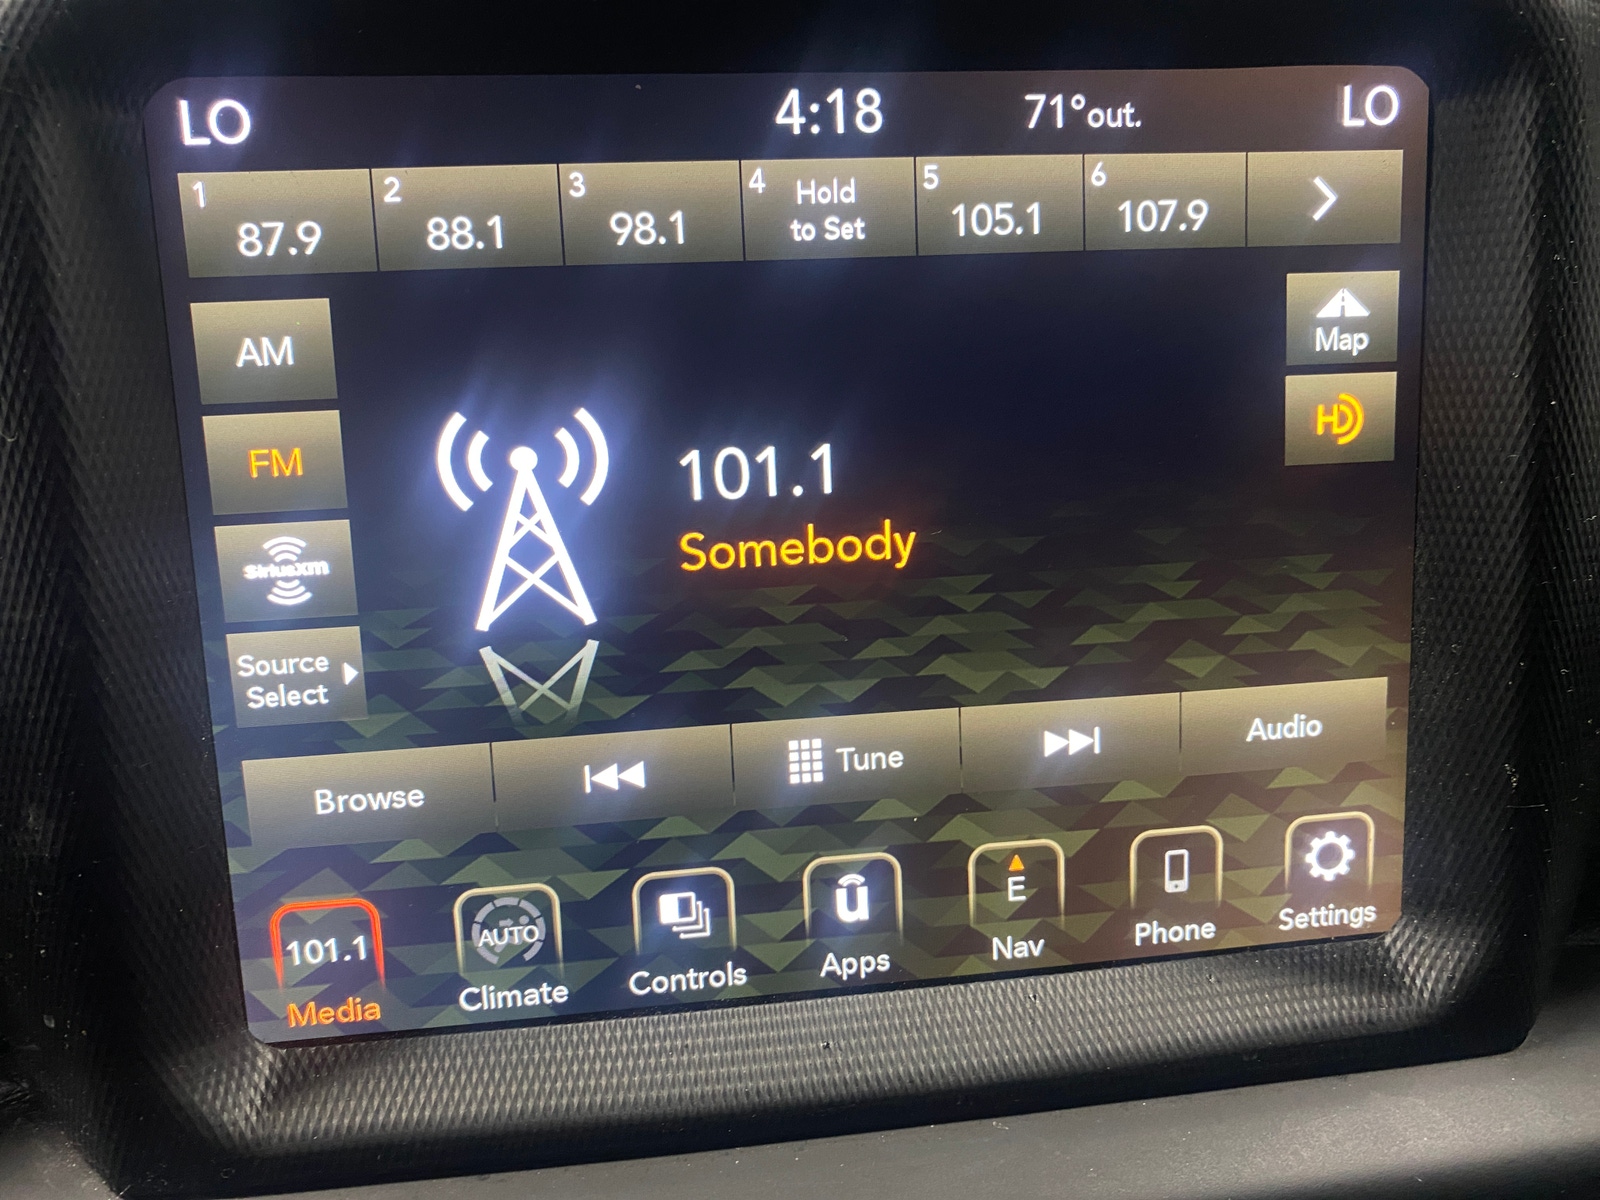 LO 4:18 71°out. LO
1 87.9
2 88.1
3 98.1
4 Hold
to Set
5 105.1
6 107.9
AM
FM
SiriusXM
Source
Select
Map
HD
101.1
Somebody
Browse
Tune
Audio
101.1
Media
AUTO
Climate
Controls
u
Apps
E
Nav
Phone
Settings